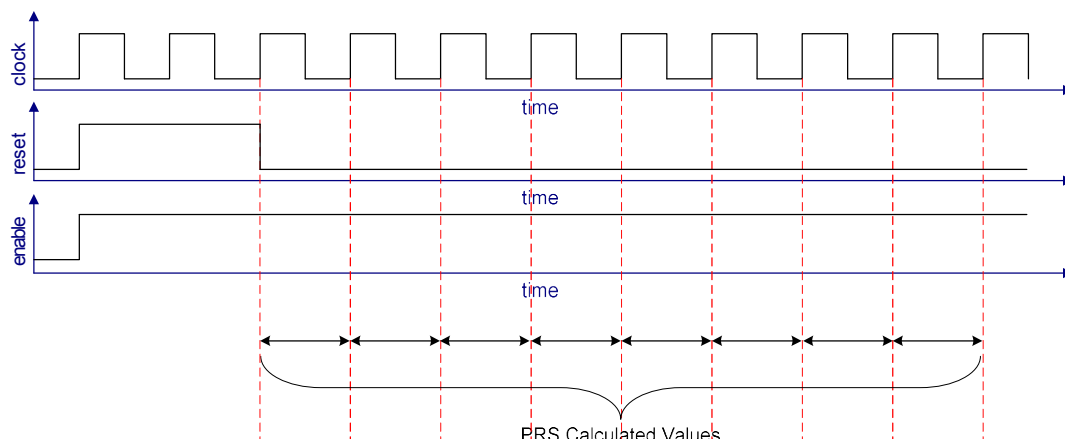 clock
time
reset
time
enable
time
PRS Calculated Values